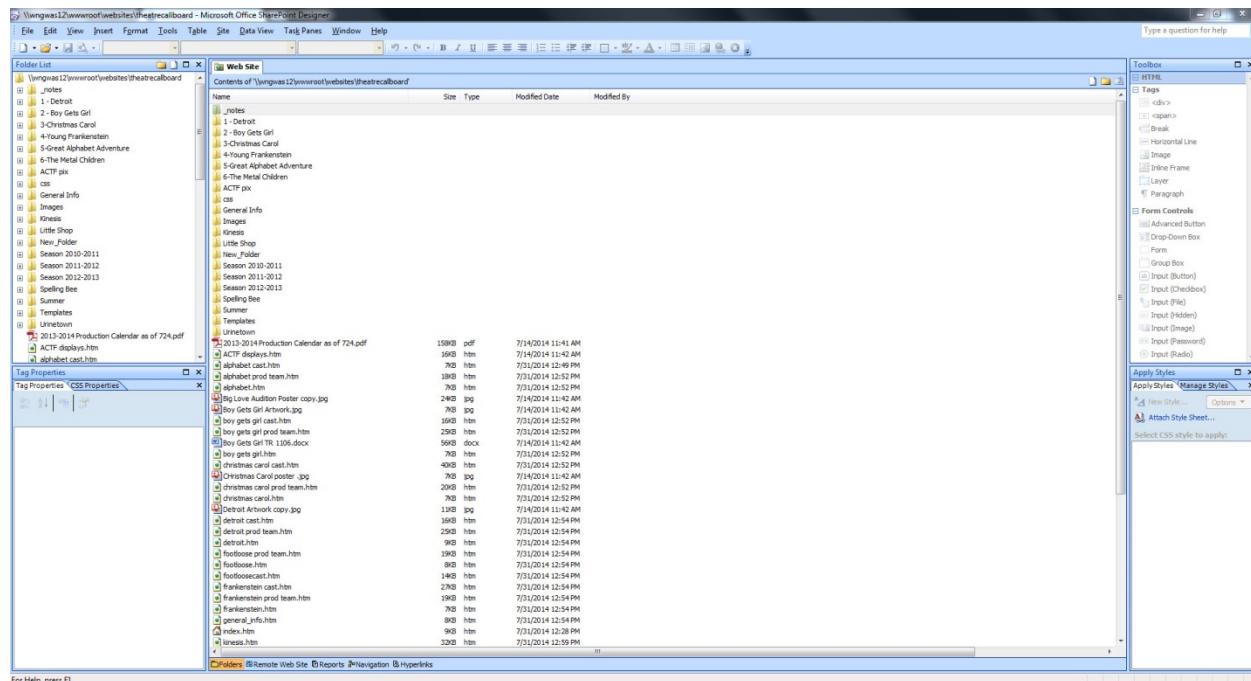 \\wngwas12\wwwroot\websites\theatrecallboard - Microsoft Office SharePoint Designer
File Edit View Insert Format Tools Table Site Data View Task Panes Window Help
Type a question for help
Folder List
\\wngwas12\wwwroot\websites\theatrecallboard
_notes
1 - Detroit
2 - Boy Gets Girl
3-Christmas Carol
4-Young Frankenstein
5-Great Alphabet Adventure
6-The Metal Children
ACTF pix
css
General Info
Images
Kinesis
Little Shop
New_Folder
Season 2010-2011
Season 2011-2012
Season 2012-2013
Spelling Bee
Summer
Templates
Urinetown
2013-2014 Production Calendar as of 724.pdf
ACTF displays.htm
alphabet cast.htm
Tag Properties
Tag Properties CSS Properties
Web Site
Contents of '\\wngwas12\wwwroot\websites\theatrecallboard'
Name Size Type Modified Date Modified By
_notes
1 - Detroit
2 - Boy Gets Girl
3-Christmas Carol
4-Young Frankenstein
5-Great Alphabet Adventure
6-The Metal Children
ACTF pix
css
General Info
Images
Kinesis
Little Shop
New_Folder
Season 2010-2011
Season 2011-2012
Season 2012-2013
Spelling Bee
Summer
Templates
Urinetown
2013-2014 Production Calendar as of 724.pdf 158KB pdf 7/14/2014 11:41 AM
ACTF displays.htm 16KB htm 7/14/2014 11:42 AM
alphabet cast.htm 7KB htm 7/31/2014 12:49 PM
alphabet prod team.htm 18KB htm 7/31/2014 12:52 PM
alphabet.htm 7KB htm 7/31/2014 12:52 PM
Big Love Audition Poster copy.jpg 24KB jpg 7/14/2014 11:42 AM
Boy Gets Girl Artwork.jpg 7KB jpg 7/14/2014 11:42 AM
boy gets girl cast.htm 16KB htm 7/31/2014 12:52 PM
boy gets girl prod team.htm 25KB htm 7/31/2014 12:52 PM
Boy Gets Girl TR 1106.docx 56KB docx 7/14/2014 11:42 AM
boy gets girl.htm 7KB htm 7/31/2014 12:52 PM
christmas carol cast.htm 40KB htm 7/31/2014 12:52 PM
CHristmas Carol poster .jpg 7KB jpg 7/14/2014 11:42 AM
christmas carol prod team.htm 20KB htm 7/31/2014 12:52 PM
christmas carol.htm 7KB htm 7/31/2014 12:52 PM
Detroit Artwork copy.jpg 11KB jpg 7/14/2014 11:42 AM
detroit cast.htm 16KB htm 7/31/2014 12:54 PM
detroit prod team.htm 25KB htm 7/31/2014 12:54 PM
detroit.htm 9KB htm 7/31/2014 12:54 PM
footloose prod team.htm 19KB htm 7/31/2014 12:54 PM
footloose.htm 8KB htm 7/31/2014 12:54 PM
footloosecast.htm 14KB htm 7/31/2014 12:54 PM
frankenstein cast.htm 27KB htm 7/31/2014 12:54 PM
frankenstein prod team.htm 19KB htm 7/31/2014 12:54 PM
frankenstein.htm 7KB htm 7/31/2014 12:54 PM
general_info.htm 8KB htm 7/31/2014 12:54 PM
index.htm 9KB htm 7/31/2014 12:28 PM
kinesis.htm 32KB htm 7/31/2014 12:59 PM
Folders Remote Web Site Reports Navigation Hyperlinks
Toolbox
HTML
Tags
<div>
<span>
Break
Horizontal Line
Image
Inline Frame
Layer
Paragraph
Form Controls
Advanced Button
Drop-Down Box
Form
Group Box
Input (Button)
Input (Checkbox)
Input (File)
Input (Hidden)
Input (Image)
Input (Password)
Input (Radio)
Apply Styles
Apply Styles Manage Styles
New Style... Options
Attach Style Sheet...
Select CSS style to apply:
For Help, press F1